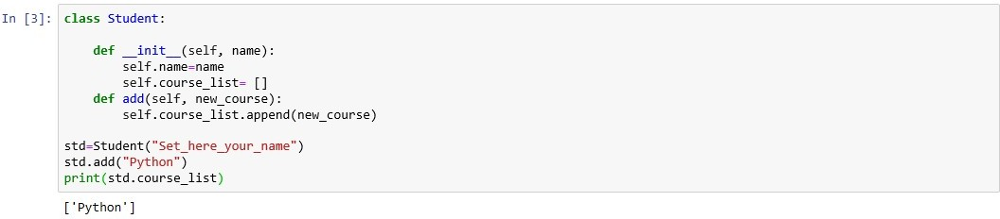 In [3]: class Student:
def __init__(self, name):
self.name=name
self.course_list= []
def add(self, new_course):
self.course_list.append(new_course)
std=Student("Set_here_your_name")
std.add("Python")
print(std.course_list)
['Python']